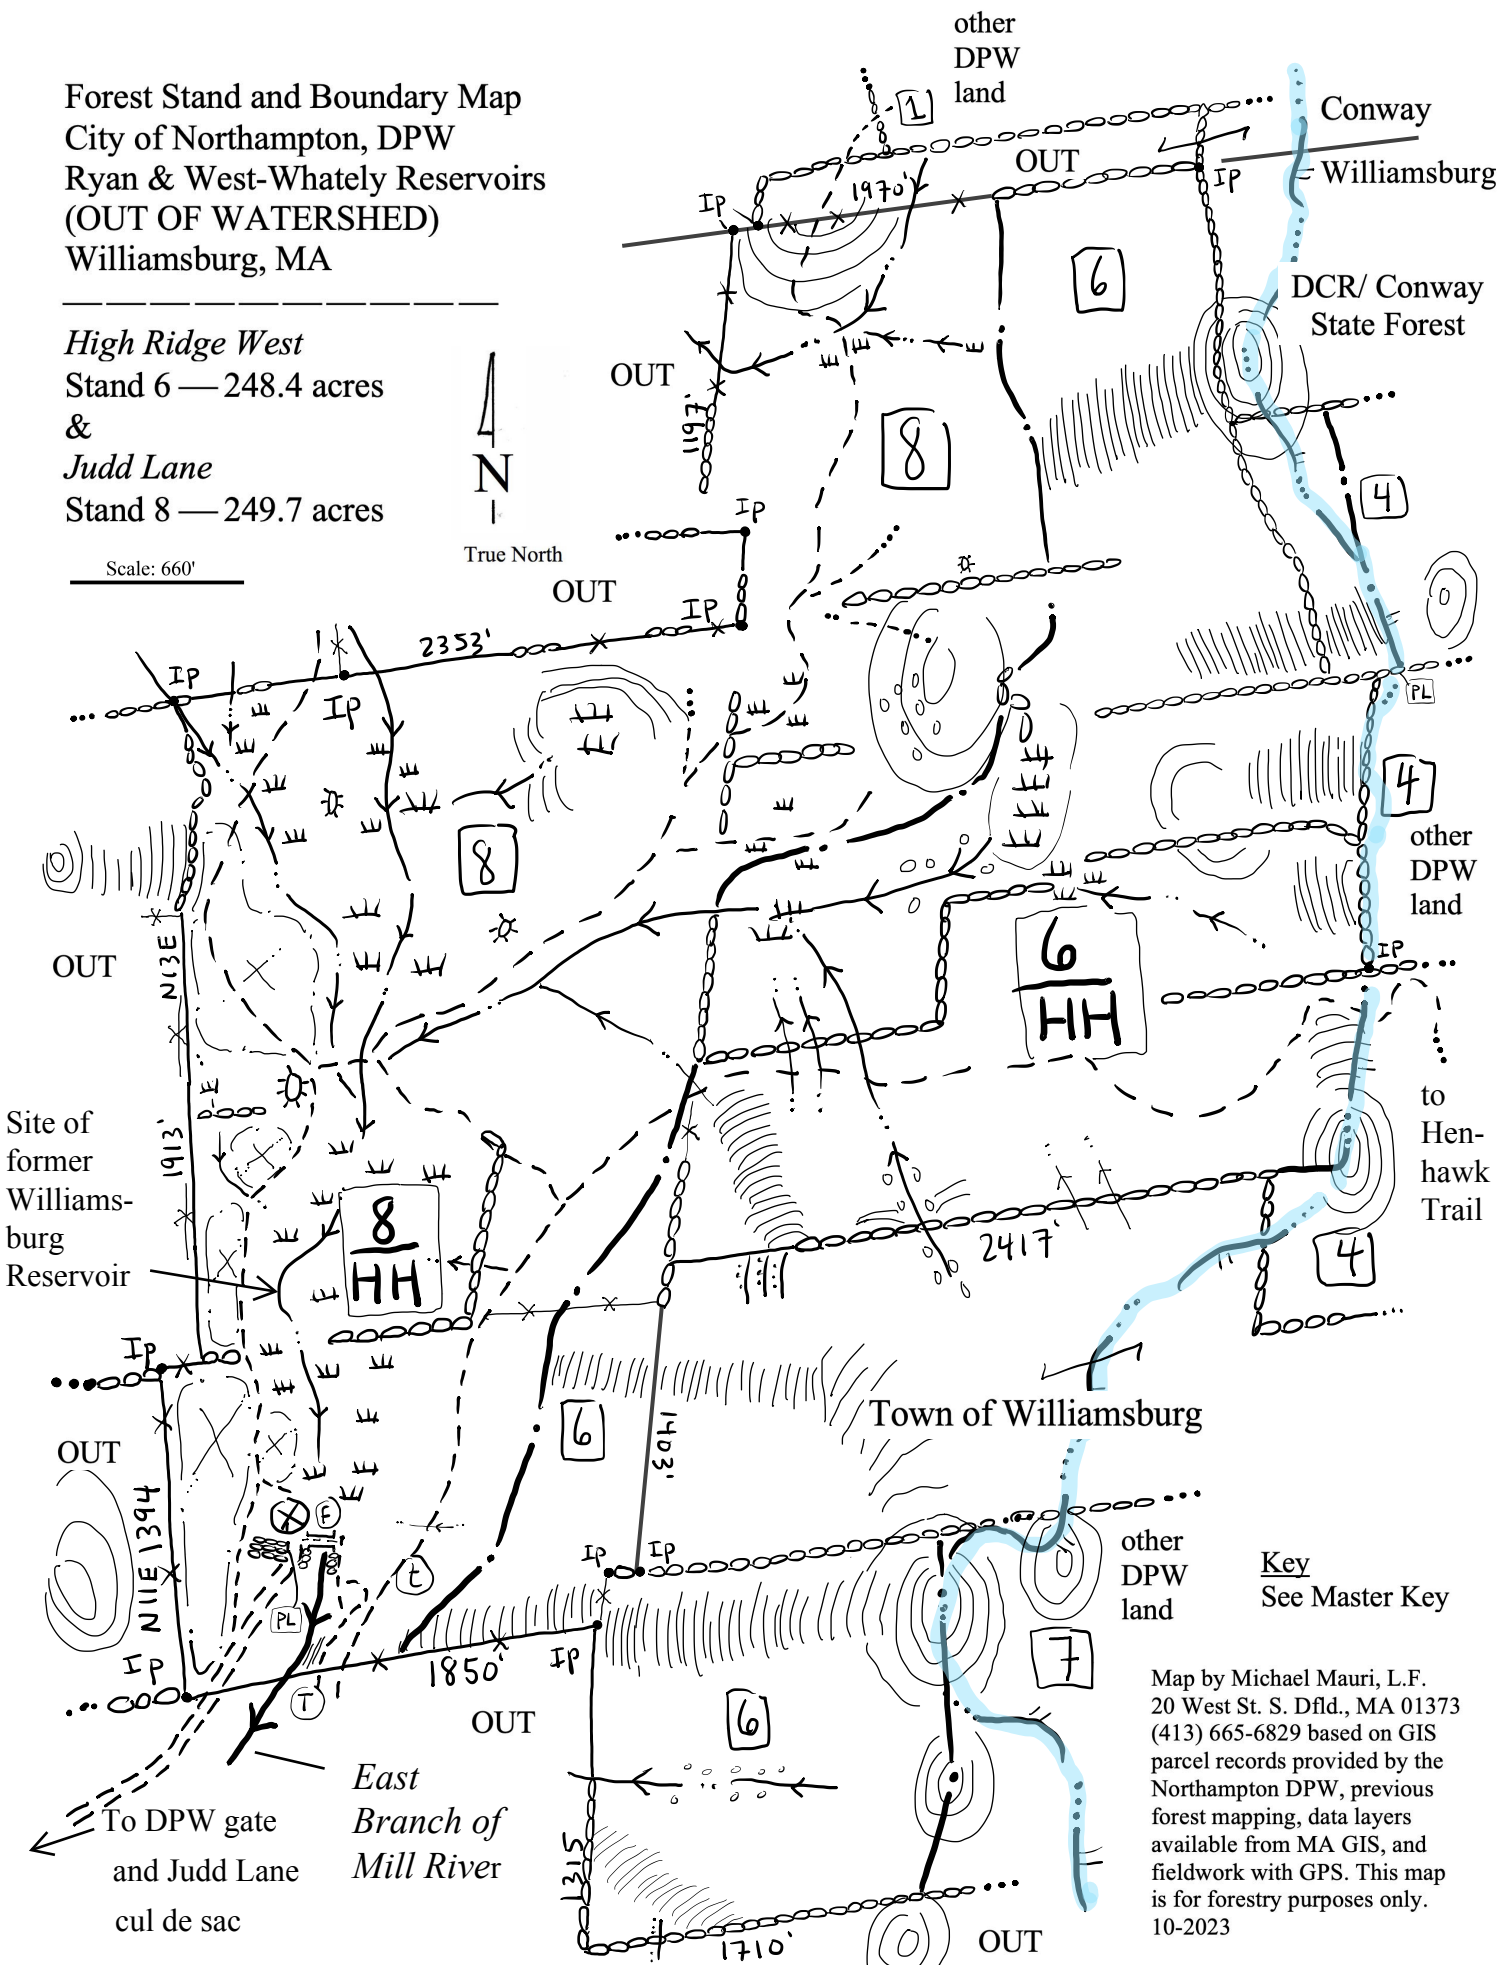 other
DPW
land
Forest Stand and Boundary Map
City of Northampton, DPW
Ryan & West-Whately Reservoirs
(OUT OF WATERSHED)
Williamsburg, MA
High Ridge West
Stand 6 — 248.4 acres
&
Judd Lane
Stand 8 — 249.7 acres
Scale: 660'
N
True North
1
Conway
OUT
Williamsburg
IP
1970'
IP
6
DCR/ Conway
State Forest
OUT
1197'
8
4
IP
OUT
IP
2353'
IP
IP
PL
4
8
other
DPW
land
OUT
N13E
6
HH
IP
1913'
Site of
former
Williams-
burg
Reservoir
to
Hen-
hawk
Trail
8
HH
2417'
4
IP
OUT
6
1403'
Town of Williamsburg
N11E 1394
F
t
IP
IP
other
DPW
land
Key
See Master Key
PL
IP
T
1850'
IP
7
OUT
6
Map by Michael Mauri, L.F.
20 West St. S. Dfld., MA 01373
(413) 665-6829 based on GIS
parcel records provided by the
Northampton DPW, previous
forest mapping, data layers
available from MA GIS, and
fieldwork with GPS. This map
is for forestry purposes only.
10-2023
East
Branch of
Mill River
To DPW gate
and Judd Lane
cul de sac
1315
1710'
OUT